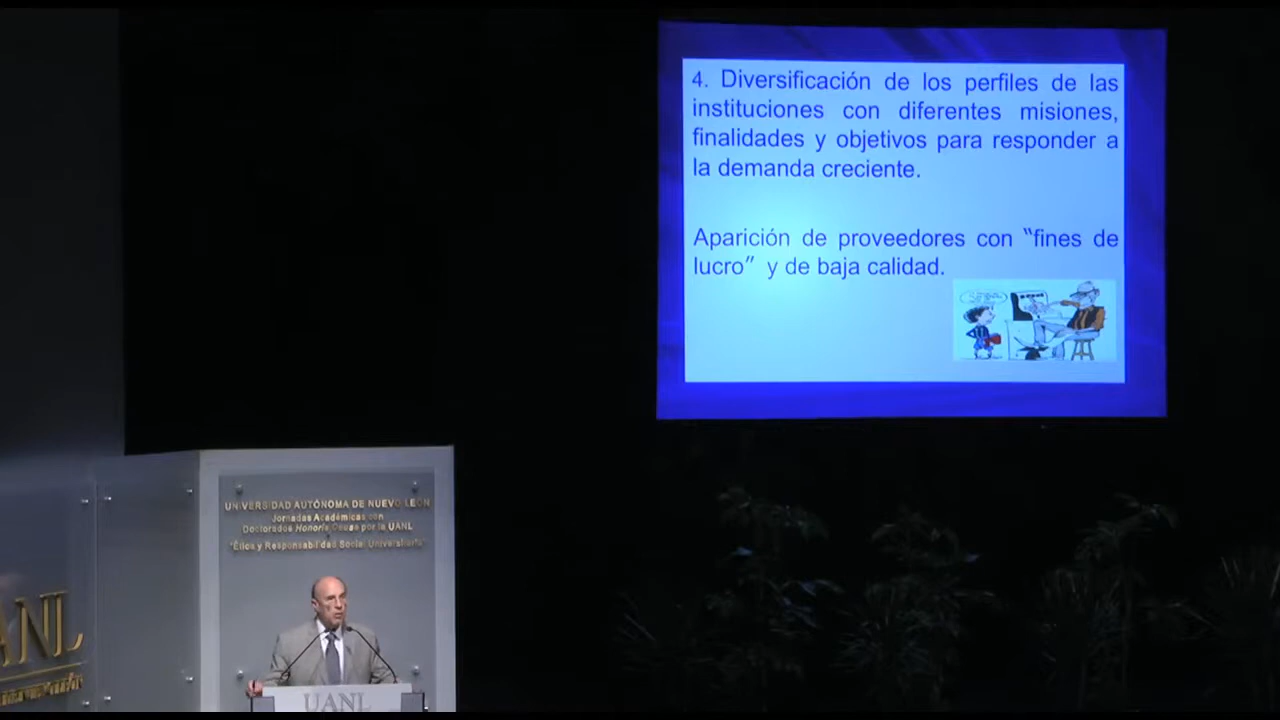 4. Diversificación de los perfiles de las
instituciones con diferentes misiones,
finalidades y objetivos para responder a
la demanda creciente.
Aparición de proveedores con “fines de
lucro” y de baja calidad.
UNIVERSIDAD AUTÓNOMA DE NUEVO LEÓN
Jornadas Académicas con
Doctorados Honoris Causa por la UANL
"Ética y Responsabilidad Social Universitaria"
UANL
UANL